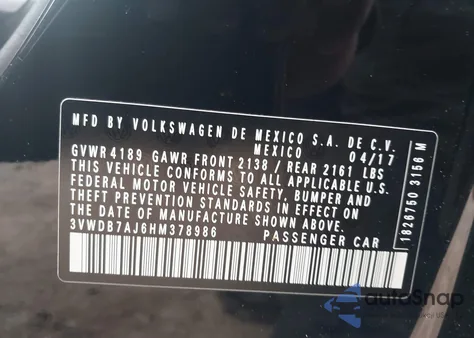 MFD BY VOLKSWAGEN DE MEXICO S.A. DE C.V.
MEXICO 04/17
GVWR 4189 GAWR FRONT 2138 / REAR 2161 LBS
THIS VEHICLE CONFORMS TO ALL APPLICABLE U.S.
FEDERAL MOTOR VEHICLE SAFETY, BUMPER AND
THEFT PREVENTION STANDARDS IN EFFECT ON
THE DATE OF MANUFACTURE SHOWN ABOVE.
3VWDB7AJ6HM378986 PASSENGER CAR
18267503156 M
autoSnap